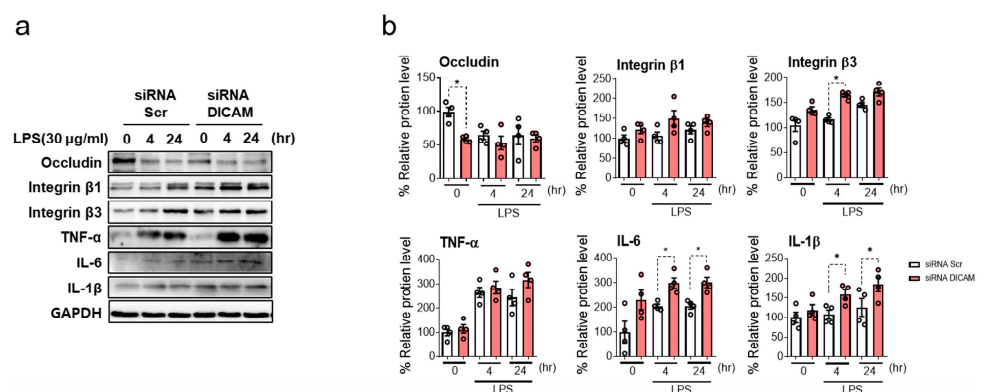 a
siRNA siRNA
Scr DICAM
LPS(30 µg/ml) 0 4 24 0 4 24 (hr)
Occludin
Integrin β1
Integrin β3
TNF-α
IL-6
IL-1β
GAPDH
b
Occludin
% Relative protien level
150
100
50
0
*
0 4 24 (hr)
LPS
Integrin β1
% Relative protien level
250
200
150
100
50
0
0 4 24 (hr)
LPS
Integrin β3
% Relative protien level
200
150
100
50
0
*
0 4 24 (hr)
LPS
TNF-α
% Relative protien level
400
300
200
100
0
0 4 24 (hr)
LPS
IL-6
% Relative protien level
400
300
200
100
0
* *
0 4 24 (hr)
LPS
IL-1β
% Relative protien level
250
200
150
100
50
0
* *
0 4 24 (hr)
LPS
siRNA Scr
siRNA DICAM